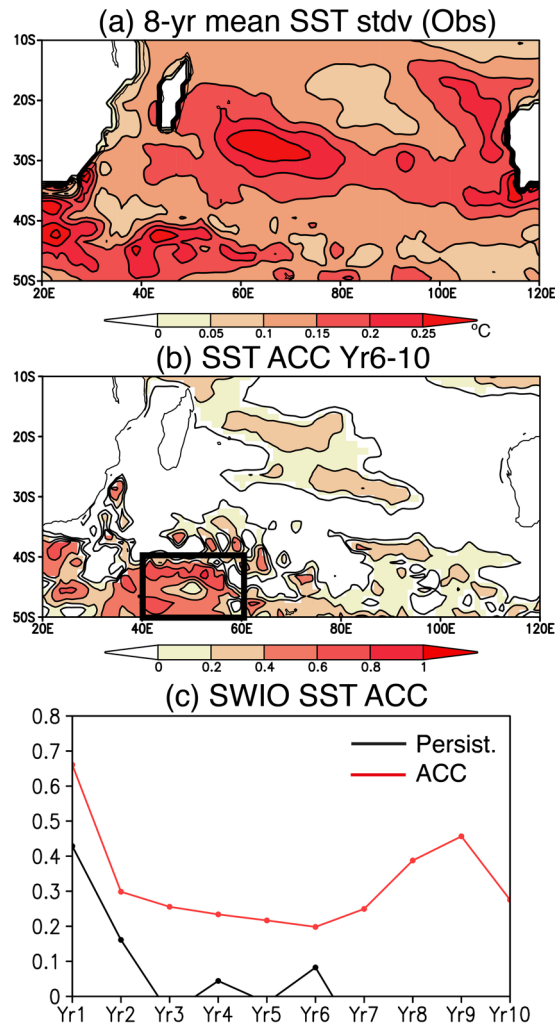 (a) 8-yr mean SST stdv (Obs)
10S
20S
30S
40S
50S
20E 40E 60E 80E 100E 120E
0 0.05 0.1 0.15 0.2 0.25 °C
(b) SST ACC Yr6-10
10S
20S
30S
40S
50S
20E 40E 60E 80E 100E 120E
0 0.2 0.4 0.6 0.8 1
(c) SWIO SST ACC
0.8
0.7
0.6
0.5
0.4
0.3
0.2
0.1
0
Persist.
ACC
Yr1 Yr2 Yr3 Yr4 Yr5 Yr6 Yr7 Yr8 Yr9 Yr10